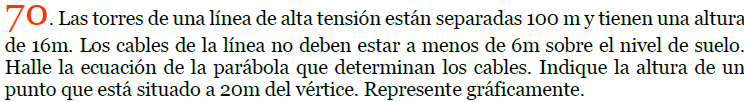 70. Las torres de una línea de alta tensión están separadas 100 m y tienen una altura
de 16m. Los cables de la línea no deben estar a menos de 6m sobre el nivel de suelo.
Halle la ecuación de la parábola que determinan los cables. Indique la altura de un
punto que está situado a 20m del vértice. Represente gráficamente.